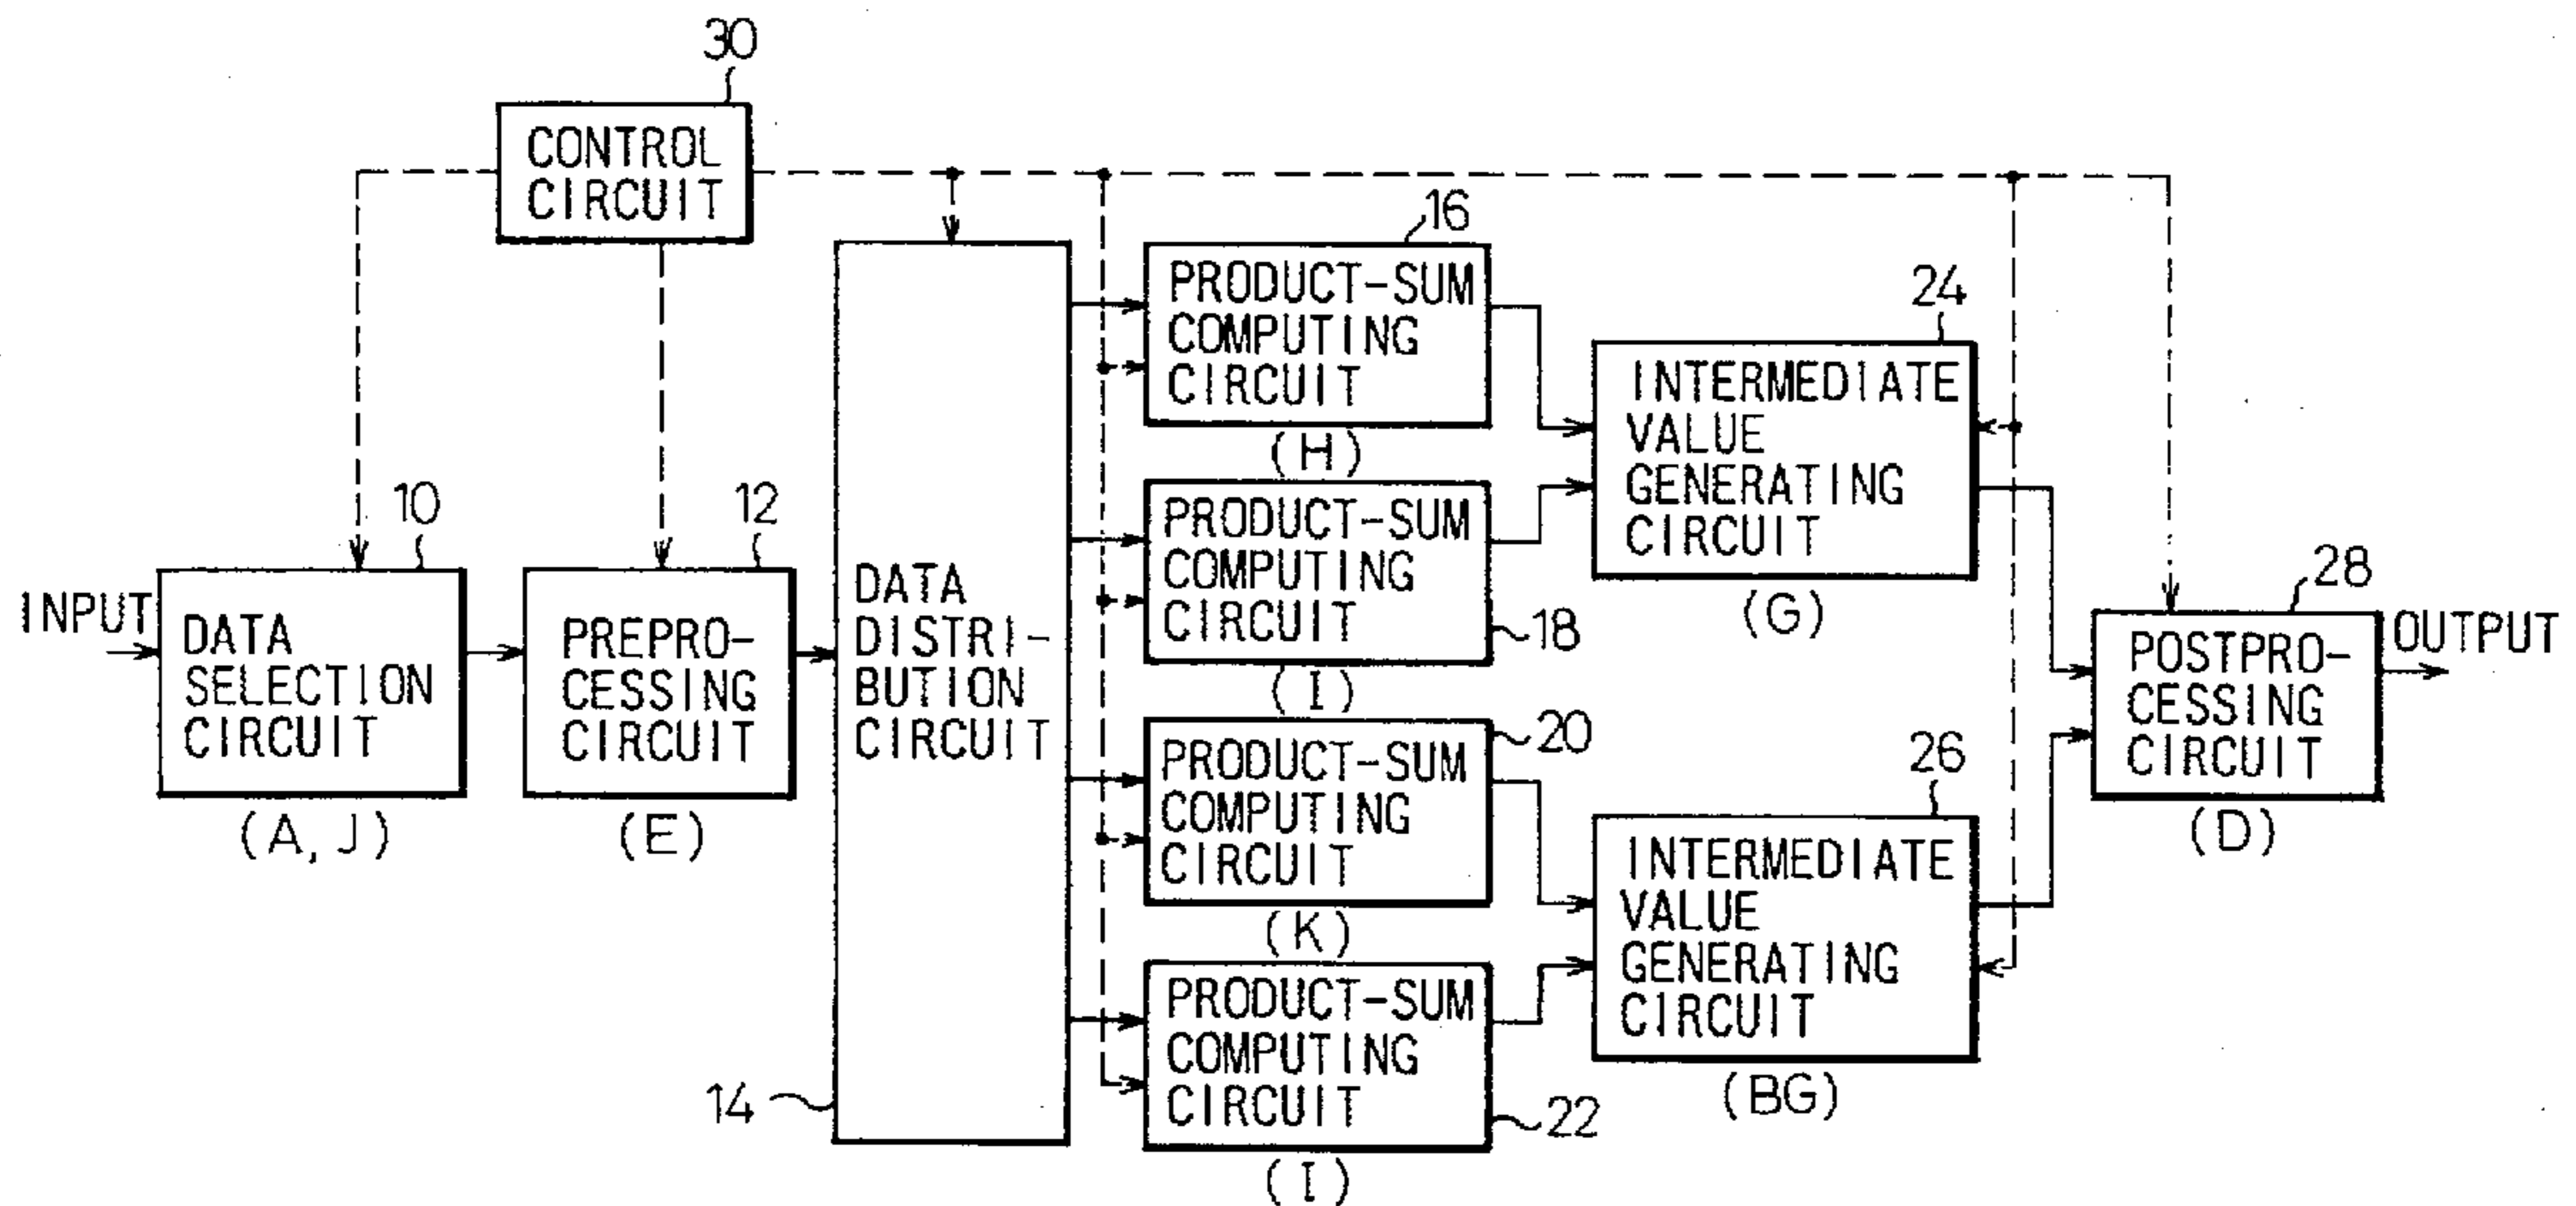 30
CONTROL
CIRCUIT
INPUT
10
DATA
SELECTION
CIRCUIT
(A, J)
12
PREPRO-
CESSING
CIRCUIT
(E)
DATA
DISTRI-
BUTION
CIRCUIT
14
16
PRODUCT-SUM
COMPUTING
CIRCUIT
(H)
PRODUCT-SUM
COMPUTING
CIRCUIT
18
(I)
20
PRODUCT-SUM
COMPUTING
CIRCUIT
(K)
PRODUCT-SUM
COMPUTING
CIRCUIT
22
(I)
24
INTERMEDIATE
VALUE
GENERATING
CIRCUIT
(G)
26
INTERMEDIATE
VALUE
GENERATING
CIRCUIT
(BG)
28
POSTPRO-
CESSING
CIRCUIT
(D)
OUTPUT